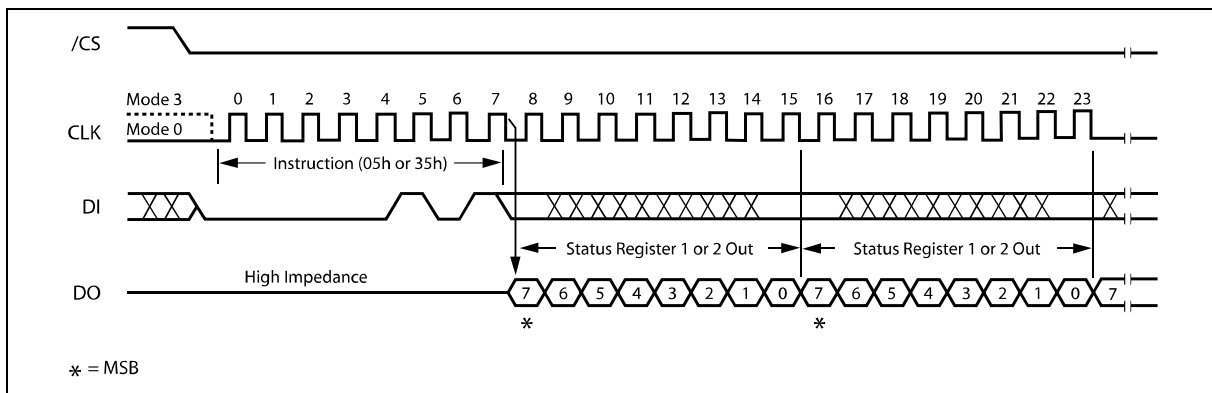 /CS
Mode 3
0 1 2 3 4 5 6 7 8 9 10 11 12 13 14 15 16 17 18 19 20 21 22 23
CLK
Mode 0
Instruction (05h or 35h)
DI
Status Register 1 or 2 Out
Status Register 1 or 2 Out
High Impedance
DO
7 6 5 4 3 2 1 0 7 6 5 4 3 2 1 0 7
* *
* = MSB